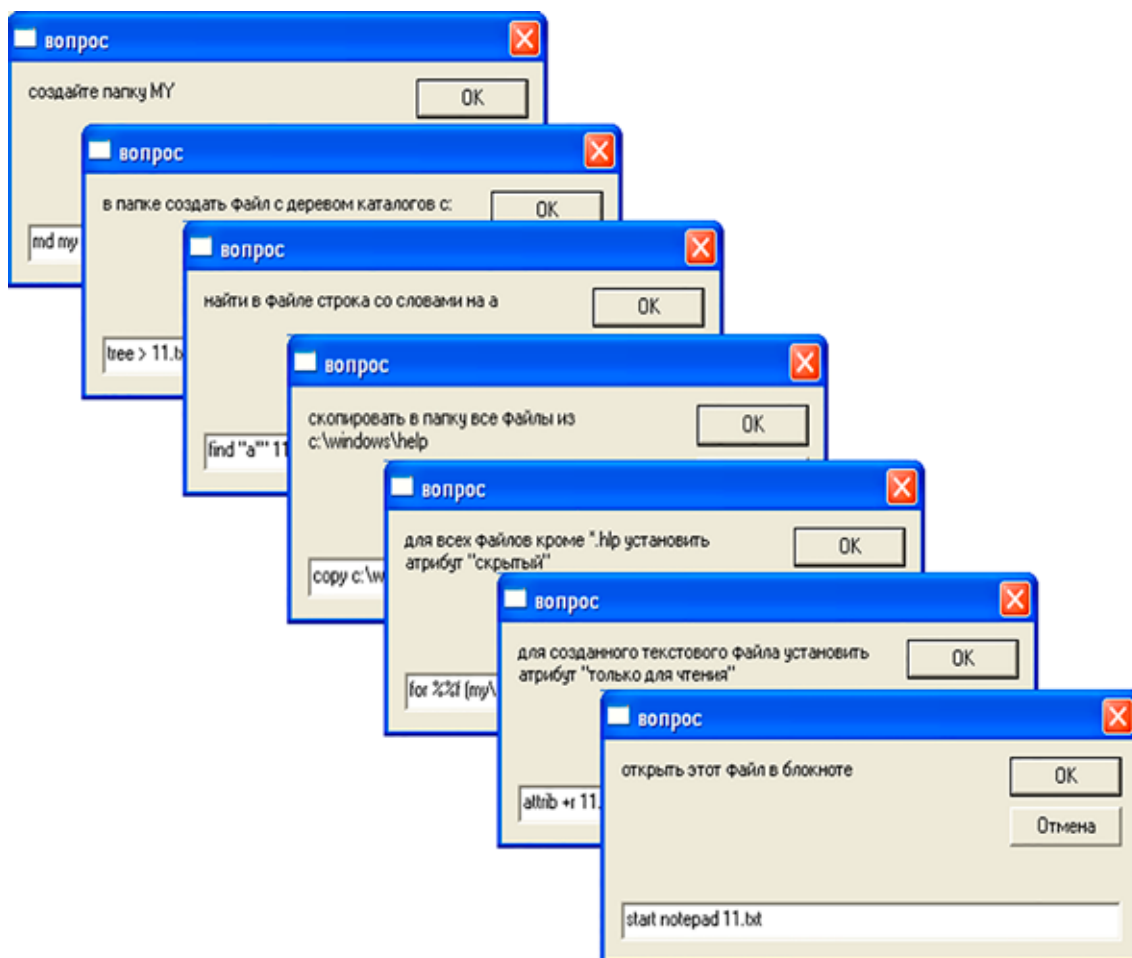 вопрос
создайте папку MY
OK
md my
вопрос
в папке создать файл с деревом каталогов с:
OK
tree > 11.tx
вопрос
найти в файле строка со словами на а
OK
find "a"" 11
вопрос
скопировать в папку все файлы из
c:\windows\help
OK
copy c:\w
вопрос
для всех файлов кроме *.hlp установить
атрибут "скрытый"
OK
for %%f (my\
вопрос
для созданного текстового файла установить
атрибут "только для чтения"
OK
attrib +r 11.
вопрос
открыть этот файл в блокноте
OK
Отмена
start notepad 11.txt